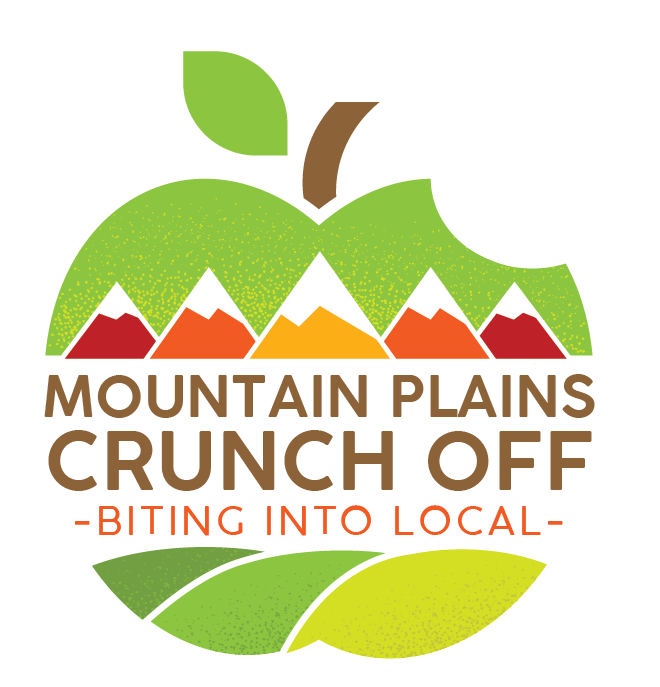 MOUNTAIN PLAINS
CRUNCH OFF
-BITING INTO LOCAL-